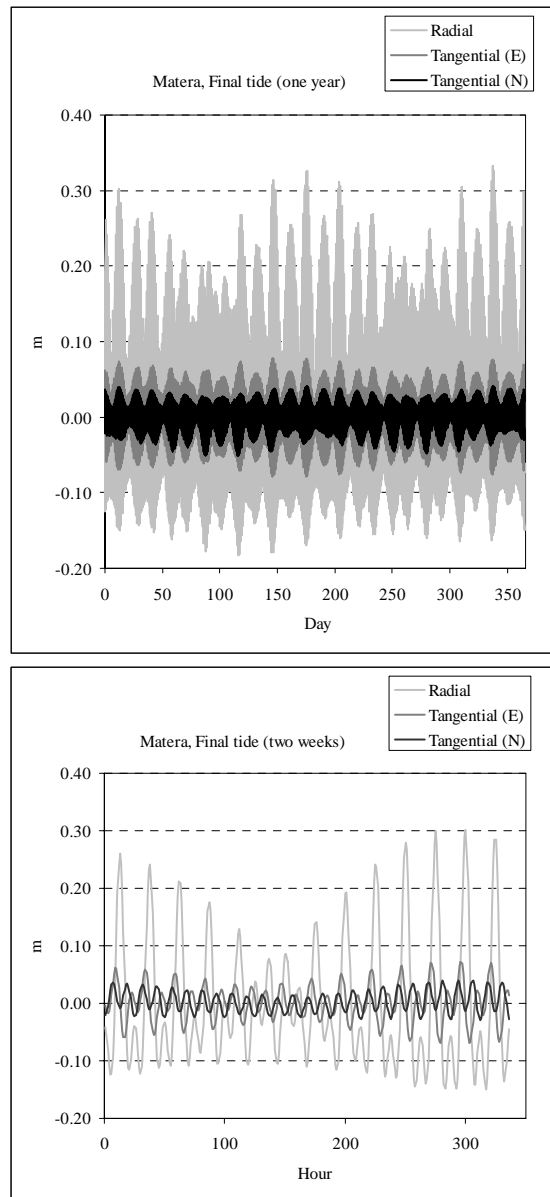 Radial
Tangential (E)
Tangential (N)
Matera, Final tide (one year)
0.40
0.30
0.20
0.10
0.00
-0.10
-0.20
m
0 50 100 150 200 250 300 350
Day
Radial
Tangential (E)
Tangential (N)
Matera, Final tide (two weeks)
0.40
0.30
0.20
0.10
0.00
-0.10
-0.20
m
0 100 200 300
Hour